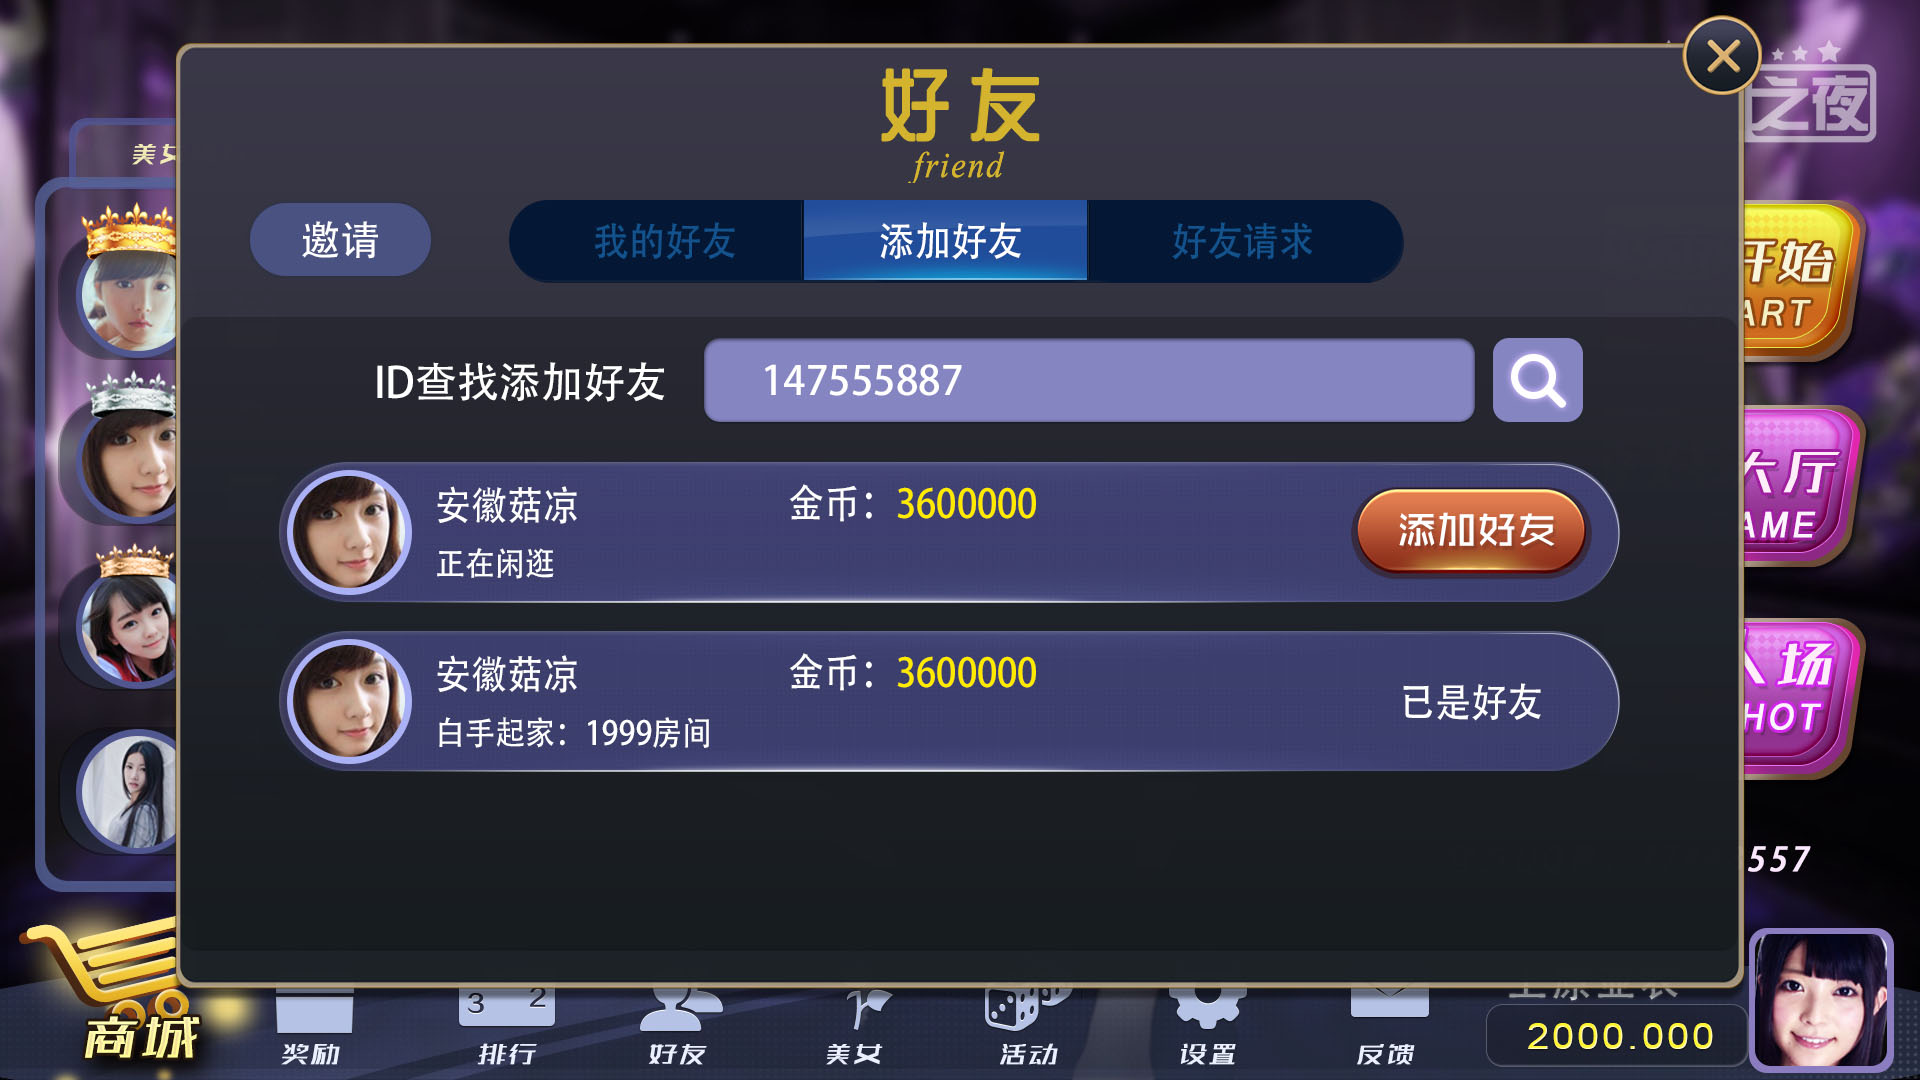 好友
friend
之夜
美女
邀请
我的好友
添加好友
好友请求
开始
ART
ID查找添加好友
147555887
安徽菇凉
金币：3600000
正在闲逛
添加好友
大厅
AME
安徽菇凉
金币：3600000
白手起家：1999房间
已是好友
入场
HOT
557
3 2
商城
奖励
排行
好友
美女
活动
设置
反馈
2000.000